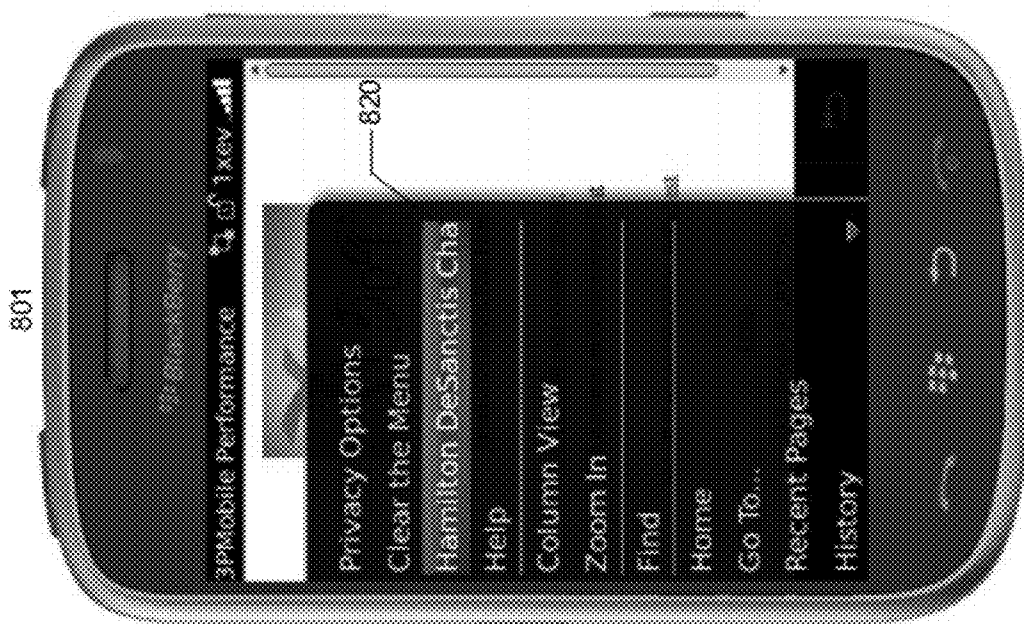 801
BlackBerry
3PMobile Performance 1xev
820
Privacy Options
Clear the Menu
Hamilton DeSanctis Cha
Help
Column View
Zoom In
Find
Home
Go To...
Recent Pages
History